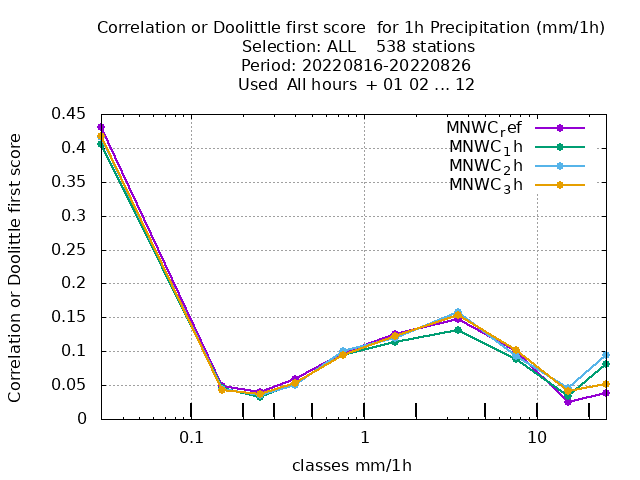 Correlation or Doolittle first score  for 1h Precipitation (mm/1h)
Selection: ALL    538 stations
Period: 20220816-20220826
Used  All hours  + 01 02 ... 12
MNWC_ref
MNWC_1h
MNWC_2h
MNWC_3h
Correlation or Doolittle first score
0.45
0.4
0.35
0.3
0.25
0.2
0.15
0.1
0.05
0
0.1
1
10
classes mm/1h